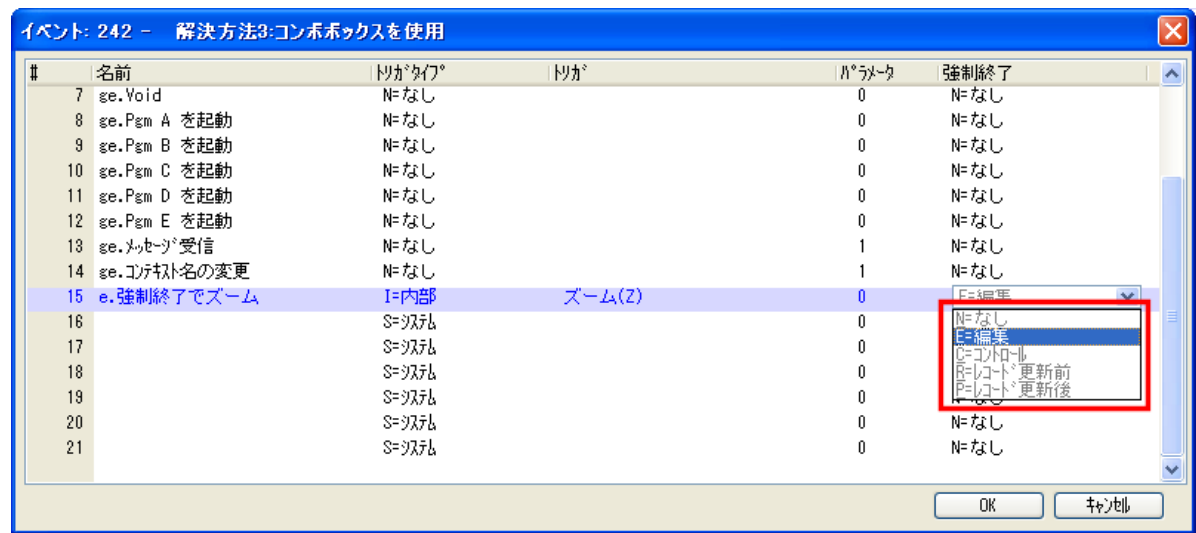 イベント: 242 - 解決方法3:コンボボックスを使用
# 名前 ﾄﾘｶﾞﾀｲﾌﾟ ﾄﾘｶﾞ ﾊﾟﾗﾒｰﾀ 強制終了
7 ge.Void N=なし 0 N=なし
8 ge.Pgm A を起動 N=なし 0 N=なし
9 ge.Pgm B を起動 N=なし 0 N=なし
10 ge.Pgm C を起動 N=なし 0 N=なし
11 ge.Pgm D を起動 N=なし 0 N=なし
12 ge.Pgm E を起動 N=なし 0 N=なし
13 ge.ﾒｯｾｰｼﾞ受信 N=なし 1 N=なし
14 ge.ｺﾝﾃｷｽﾄ名の変更 N=なし 1 N=なし
15 e.強制終了でズーム I=内部 ズーム(Z) 0 E=編集
16 S=ｼｽﾃﾑ 0 N=なし
17 S=ｼｽﾃﾑ 0 E=編集
18 S=ｼｽﾃﾑ 0 C=ｺﾝﾄﾛｰﾙ
R=ﾚｺｰﾄﾞ更新前
19 S=ｼｽﾃﾑ 0 P=ﾚｺｰﾄﾞ更新後
20 S=ｼｽﾃﾑ 0 N=なし
21 S=ｼｽﾃﾑ 0 N=なし
OK ｷｬﾝｾﾙ